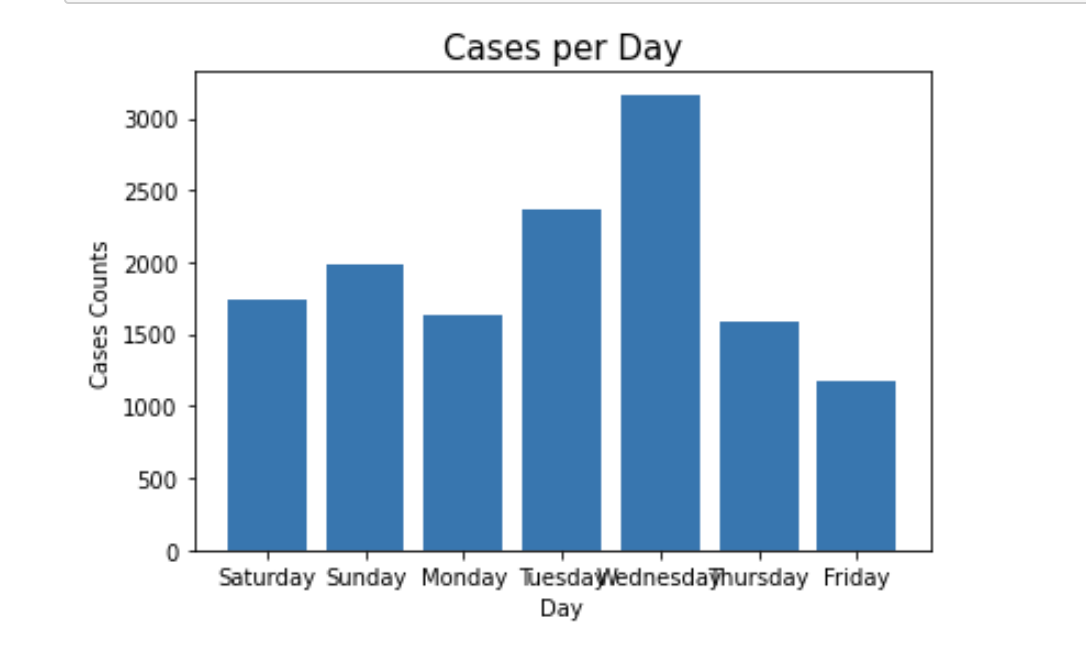 Cases per Day
Cases Counts
3000
2500
2000
1500
1000
500
0
Saturday Sunday Monday Tuesday Wednesday Thursday Friday
Day